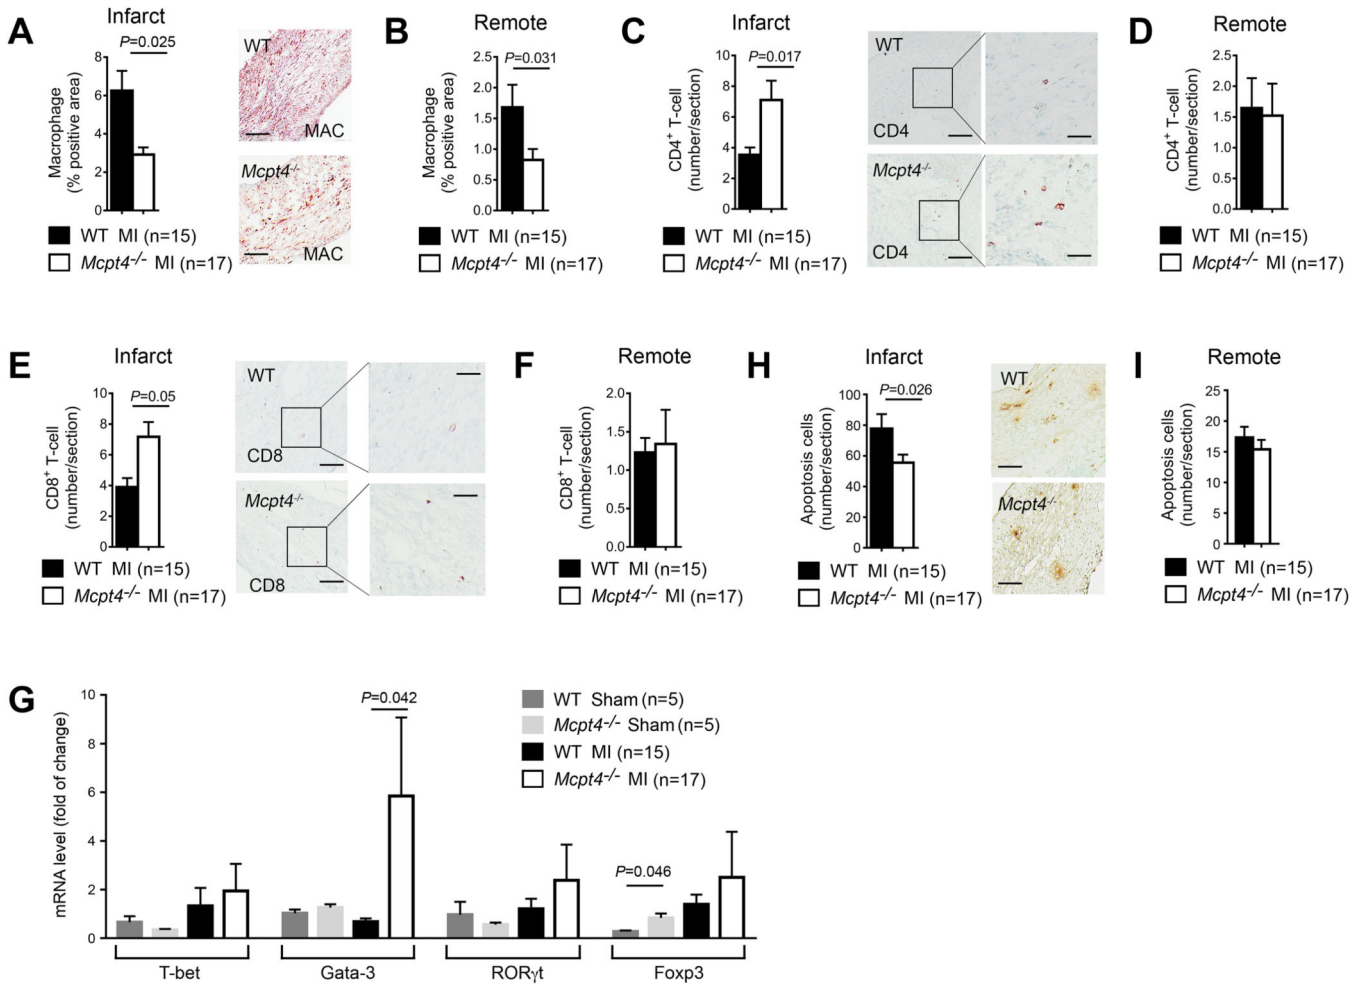 A
Infarct
P=0.025
Macrophage
(% positive area)
8
6
4
2
0
WT MI (n=15)
Mcpt4-/- MI (n=17)
WT
MAC
Mcpt4-/-
MAC
B
Remote
P=0.031
Macrophage
(% positive area)
2.5
2.0
1.5
1.0
0.5
0.0
WT MI (n=15)
Mcpt4-/- MI (n=17)
C
Infarct
P=0.017
CD4+ T-cell
(number/section)
10
8
6
4
2
0
WT MI (n=15)
Mcpt4-/- MI (n=17)
WT
CD4
Mcpt4-/-
CD4
D
Remote
CD4+ T-cell
(number/section)
2.5
2.0
1.5
1.0
0.5
0.0
WT MI (n=15)
Mcpt4-/- MI (n=17)
E
Infarct
P=0.05
CD8+ T-cell
(number/section)
10
8
6
4
2
0
WT MI (n=15)
Mcpt4-/- MI (n=17)
WT
CD8
Mcpt4-/-
CD8
F
Remote
CD8+ T-cell
(number/section)
2.0
1.5
1.0
0.5
0.0
WT MI (n=15)
Mcpt4-/- MI (n=17)
H
Infarct
P=0.026
Apoptosis cells
(number/section)
100
80
60
40
20
0
WT MI (n=15)
Mcpt4-/- MI (n=17)
WT
Mcpt4-/-
I
Remote
Apoptosis cells
(number/section)
25
20
15
10
5
0
WT MI (n=15)
Mcpt4-/- MI (n=17)
G
mRNA level (fold of change)
10
8
6
4
2
0
P=0.042
P=0.046
WT Sham (n=5)
Mcpt4-/- Sham (n=5)
WT MI (n=15)
Mcpt4-/- MI (n=17)
T-bet
Gata-3
RORγt
Foxp3